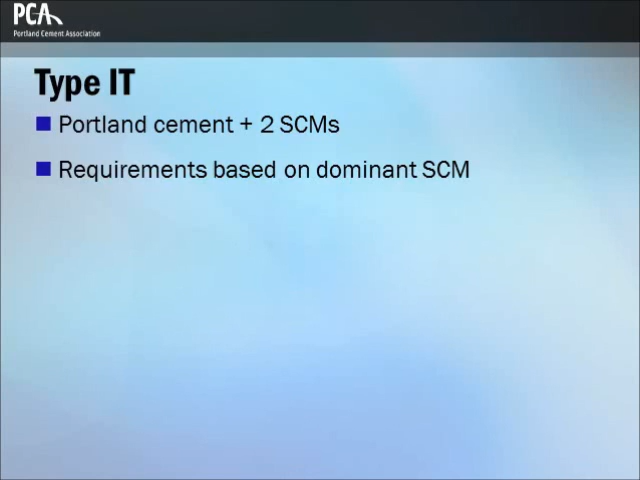 PCA
Portland Cement Association
Type IT
Portland cement + 2 SCMs
Requirements based on dominant SCM